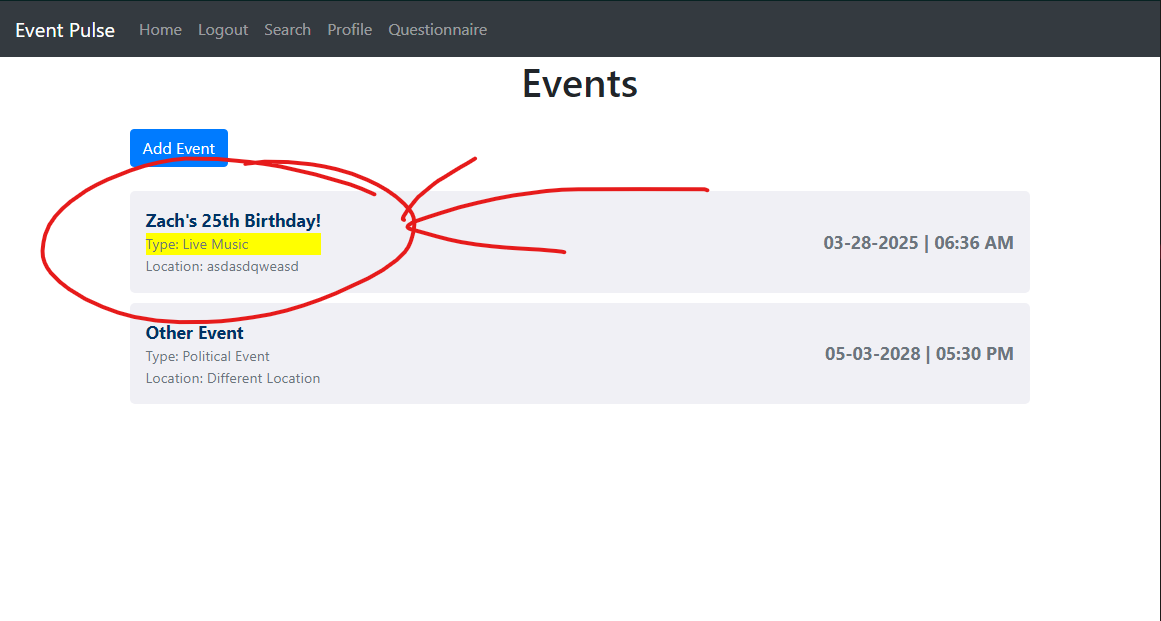 Event Pulse Home Logout Search Profile Questionnaire
Events
Add Event
Zach's 25th Birthday!
Type: Live Music
Location: asdasdqweasd
03-28-2025 | 06:36 AM
Other Event
Type: Political Event
Location: Different Location
05-03-2028 | 05:30 PM